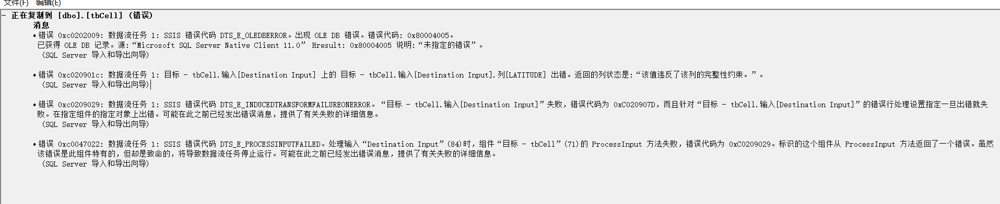 文件(F) 编辑(E)
- 正在复制到 [dbo].[tbCell] (错误)
消息
• 错误 0xc0202009: 数据流任务 1: SSIS 错误代码 DTS_E_OLEDBERROR。出现 OLE DB 错误。错误代码: 0x80004005。
已获得 OLE DB 记录。源:“Microsoft SQL Server Native Client 11.0” Hresult: 0x80004005 说明:“未指定的错误”。
(SQL Server 导入和导出向导)
• 错误 0xc020901c: 数据流任务 1: 目标 - tbCell.输入[Destination Input] 上的 目标 - tbCell.输入[Destination Input].列[LATITUDE] 出错。返回的列状态是:“该值违反了该列的完整性约束。”。
(SQL Server 导入和导出向导)
• 错误 0xc0209029: 数据流任务 1: SSIS 错误代码 DTS_E_INDUCEDTRANSFORMFAILUREONERROR。“目标 - tbCell.输入[Destination Input]”失败，错误代码为 0xC020907D，而且针对“目标 - tbCell.输入[Destination Input]”的错误行处理设置指定一旦出错就失
败。在指定组件的指定对象上出错。可能在此之前已经发出错误消息，提供了有关失败的详细信息。
(SQL Server 导入和导出向导)
• 错误 0xc0047022: 数据流任务 1: SSIS 错误代码 DTS_E_PROCESSINPUTFAILED。处理输入“Destination Input”(84)时，组件“目标 - tbCell”(71)的 ProcessInput 方法失败，错误代码为 0xC0209029。标识的这个组件从 ProcessInput 方法返回了一个错误。虽然
该错误是此组件特有的，但却是致命的，将导致数据流任务停止运行。可能在此之前已经发出错误消息，提供了有关失败的详细信息。
(SQL Server 导入和导出向导)